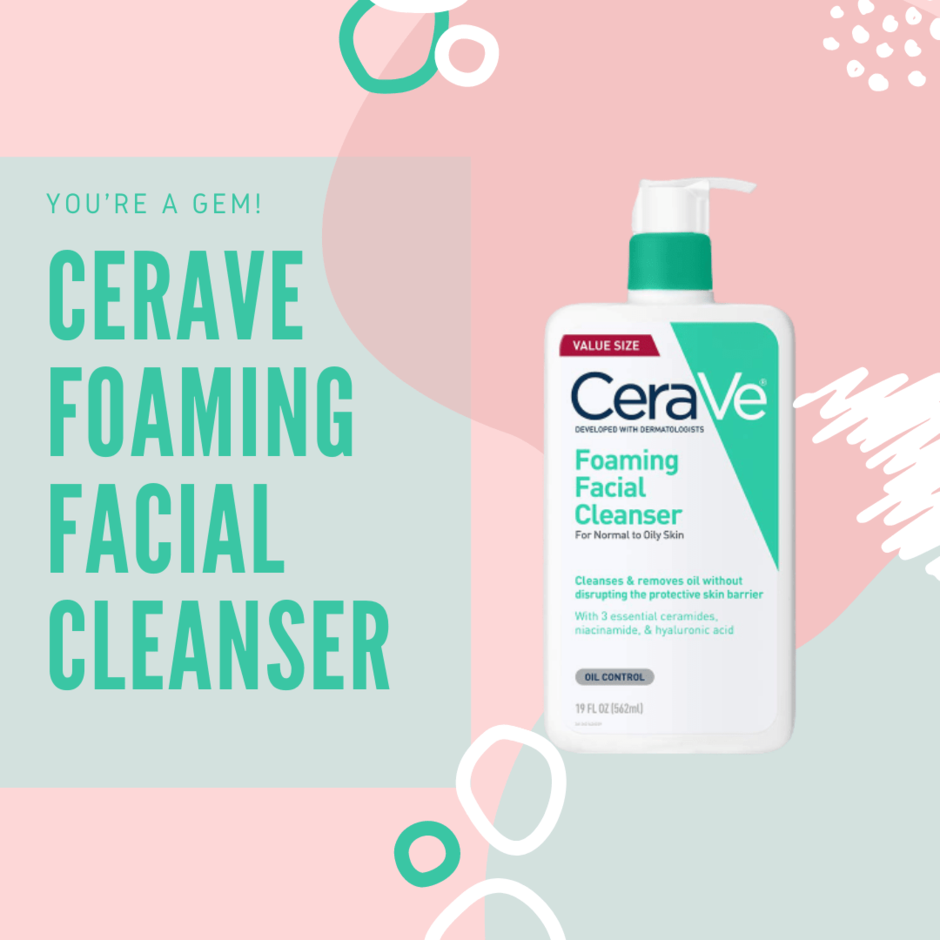 YOU'RE A GEM!
CERAVE
FOAMING
FACIAL
CLEANSER
VALUE SIZE
CeraVe®
DEVELOPED WITH DERMATOLOGISTS
Foaming
Facial
Cleanser
For Normal to Oily Skin
Cleanses & removes oil without
disrupting the protective skin barrier
With 3 essential ceramides,
niacinamide, & hyaluronic acid
OIL CONTROL
19 FL OZ (562ml)